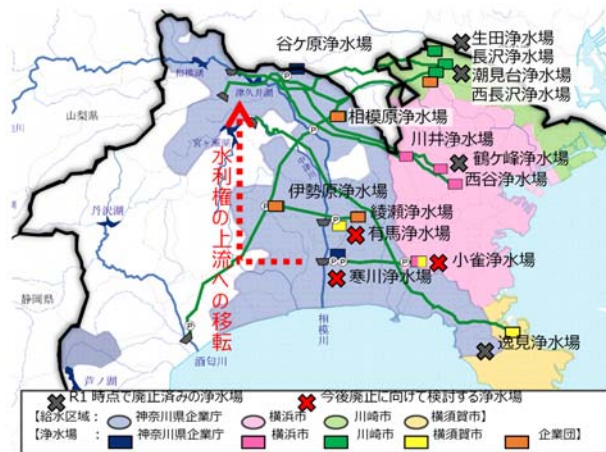 谷ケ原浄水場
生田浄水場
長沢浄水場
潮見台浄水場
西長沢浄水場
相模湖
津久井湖
山梨県
相模原浄水場
川井浄水場
宮ヶ瀬湖
中津川
鶴ケ峰浄水場
西谷浄水場
丹沢湖
伊勢原浄水場
綾瀬浄水場
有馬浄水場
小雀浄水場
寒川浄水場
水利権の上流への移転
静岡県
相模川
酒匂川
逸見浄水場
芦ノ湖
R1 時点で廃止済みの浄水場
今後廃止に向けて検討する浄水場
【給水区域: 神奈川県企業庁 横浜市 川崎市 横須賀市】
【浄水場 : 神奈川県企業庁 横浜市 川崎市 横須賀市 企業団】